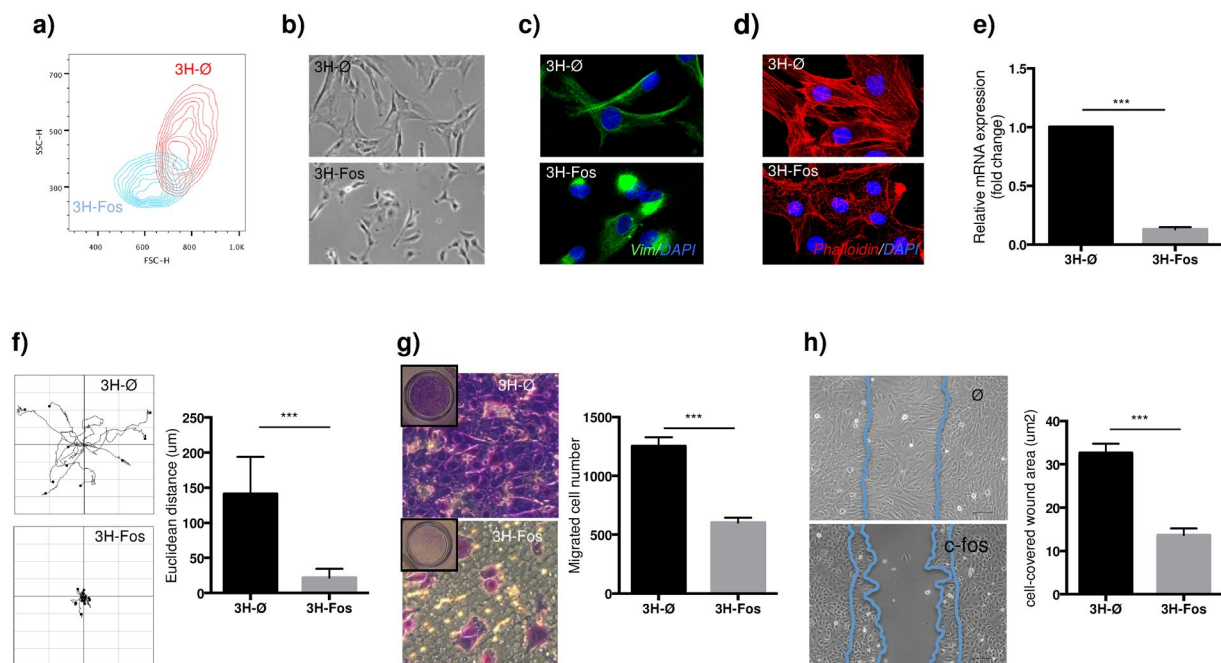 a)
3H-Ø
700
500
300
SSC-H
3H-Fos
400
600
800
1.0K
FSC-H
b)
3H-Ø
3H-Fos
c)
3H-Ø
3H-Fos
Vim/DAPI
d)
3H-Ø
3H-Fos
Phalloidin/DAPI
e)
Relative mRNA expression
(fold change)
1.5
1.0
0.5
0.0
***
3H-Ø
3H-Fos
f)
3H-Ø
3H-Fos
Euclidean distance (um)
250
200
150
100
50
0
***
3H-Ø
3H-Fos
g)
3H-Ø
3H-Fos
Migrated cell number
1500
1000
500
0
***
3H-Ø
3H-Fos
h)
Ø
c-fos
cell-covered wound area (um2)
40
30
20
10
0
***
3H-Ø
3H-Fos